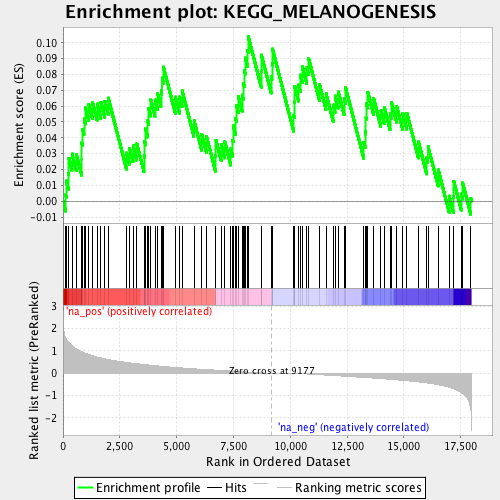 Enrichment plot: KEGG_MELANOGENESIS
Enrichment score (ES)
0.10
0.09
0.08
0.07
0.06
0.05
0.04
0.03
0.02
0.01
0.00
-0.01
'na_pos' (positively correlated)
Ranked list metric (PreRanked)
3
2
1
0
-1
-2
Zero cross at 9177
'na_neg' (negatively correlated)
0
2,500
5,000
7,500
10,000
12,500
15,000
17,500
Rank in Ordered Dataset
Enrichment profile
Hits
Ranking metric scores